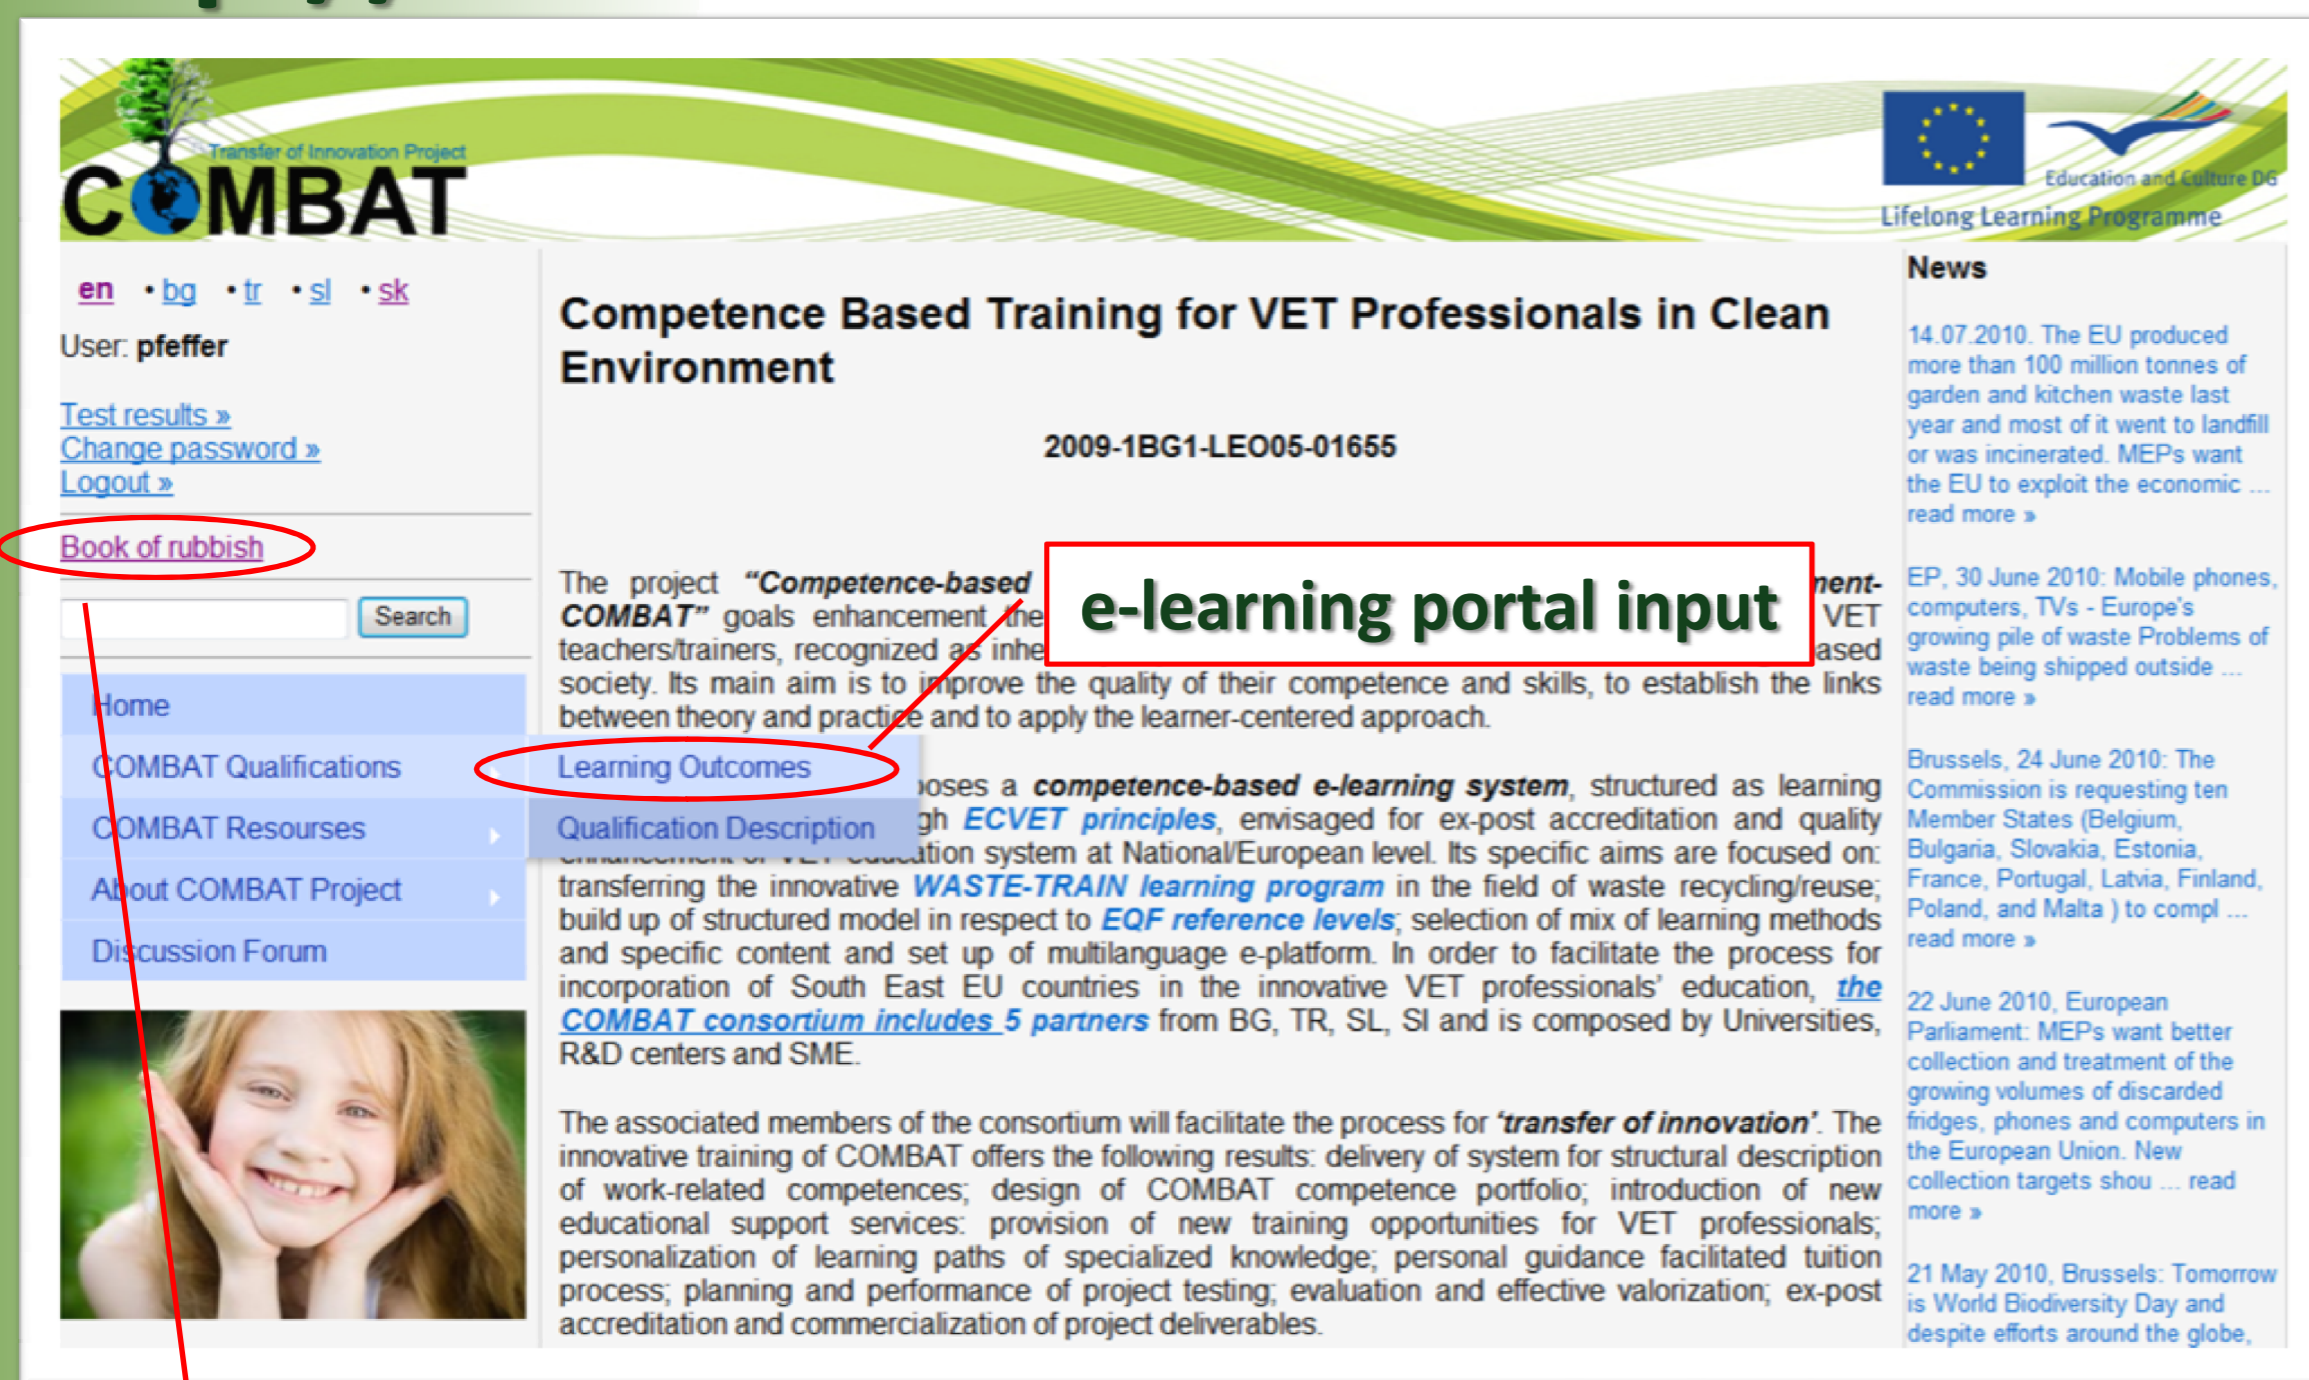 Transfer of Innovation Project
COMBAT
Education and Culture DG
Lifelong Learning Programme
en • bg • tr • sl • sk
User: pfeffer
Test results »
Change password »
Logout »
Book of rubbish
Search
Home
COMBAT Qualifications
COMBAT Resourses
About COMBAT Project
Discussion Forum
Learning Outcomes
Qualification Description
Competence Based Training for VET Professionals in Clean
Environment
2009-1BG1-LEO05-01655
e-learning portal input
The project "Competence-based ment-
COMBAT" goals enhancement the VET
teachers/trainers, recognized as inhe ased
society. Its main aim is to improve the quality of their competence and skills, to establish the links
between theory and practice and to apply the learner-centered approach.
poses a competence-based e-learning system, structured as learning
gh ECVET principles, envisaged for ex-post accreditation and quality
enhancement of VET education system at National/European level. Its specific aims are focused on:
transferring the innovative WASTE-TRAIN learning program in the field of waste recycling/reuse;
build up of structured model in respect to EQF reference levels; selection of mix of learning methods
and specific content and set up of multilanguage e-platform. In order to facilitate the process for
incorporation of South East EU countries in the innovative VET professionals' education, the
COMBAT consortium includes 5 partners from BG, TR, SL, SI and is composed by Universities,
R&D centers and SME.
The associated members of the consortium will facilitate the process for 'transfer of innovation'. The
innovative training of COMBAT offers the following results: delivery of system for structural description
of work-related competences; design of COMBAT competence portfolio; introduction of new
educational support services: provision of new training opportunities for VET professionals;
personalization of learning paths of specialized knowledge; personal guidance facilitated tuition
process; planning and performance of project testing; evaluation and effective valorization; ex-post
accreditation and commercialization of project deliverables.
News
14.07.2010. The EU produced
more than 100 million tonnes of
garden and kitchen waste last
year and most of it went to landfill
or was incinerated. MEPs want
the EU to exploit the economic ...
read more »
EP, 30 June 2010: Mobile phones,
computers, TVs - Europe's
growing pile of waste Problems of
waste being shipped outside ...
read more »
Brussels, 24 June 2010: The
Commission is requesting ten
Member States (Belgium,
Bulgaria, Slovakia, Estonia,
France, Portugal, Latvia, Finland,
Poland, and Malta ) to compl ...
read more »
22 June 2010, European
Parliament: MEPs want better
collection and treatment of the
growing volumes of discarded
fridges, phones and computers in
the European Union. New
collection targets shou ... read
more »
21 May 2010, Brussels: Tomorrow
is World Biodiversity Day and
despite efforts around the globe,